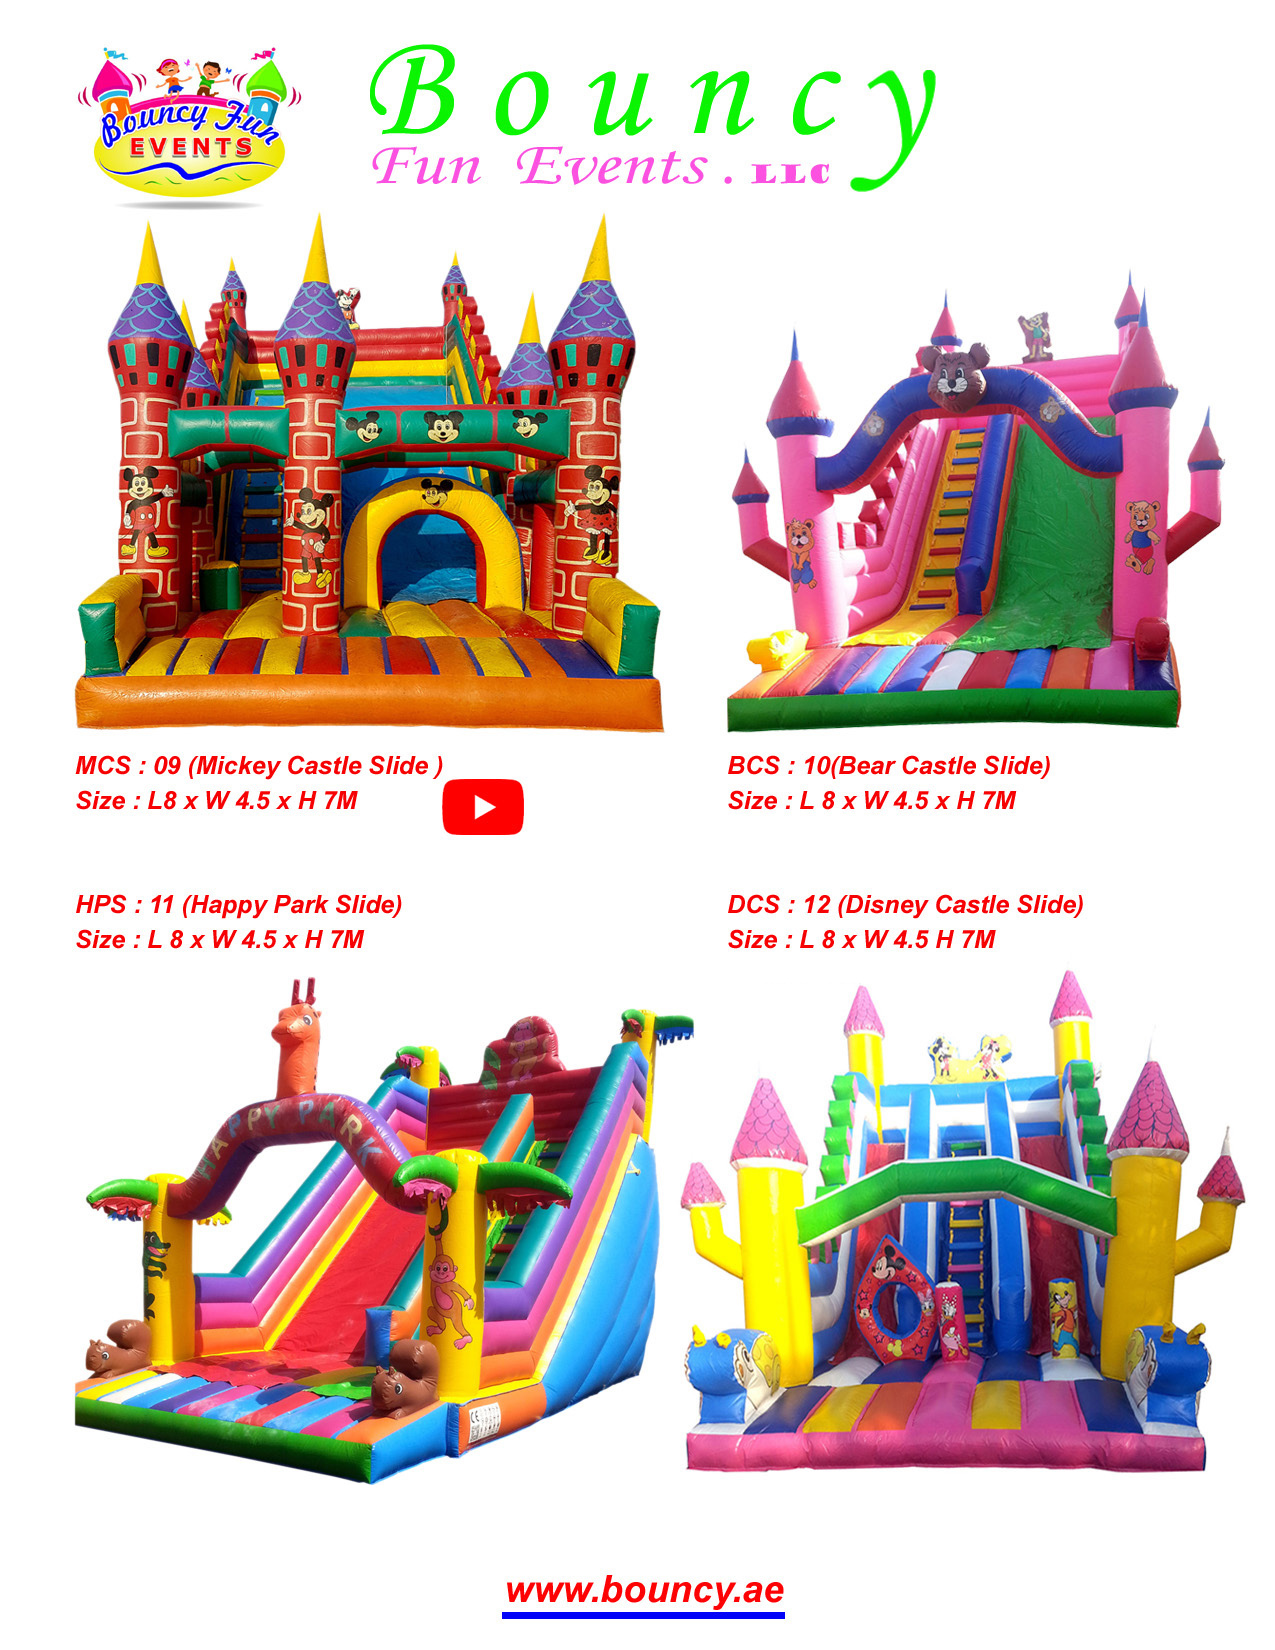 Bouncy Fun
EVENTS
Bouncy
Fun Events . LLC
MCS : 09 (Mickey Castle Slide )
Size : L8 x W 4.5 x H 7M
BCS : 10(Bear Castle Slide)
Size : L 8 x W 4.5 x H 7M
HPS : 11 (Happy Park Slide)
Size : L 8 x W 4.5 x H 7M
DCS : 12 (Disney Castle Slide)
Size : L 8 x W 4.5 H 7M
HAPPY PARK
CE
www.bouncy.ae